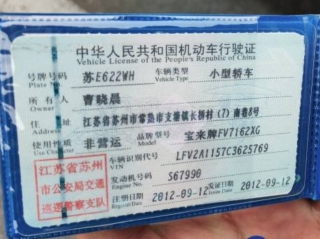 中华人民共和国机动车行驶证
Vehicle License of the People's Republic of China
号牌号码 苏E622WH 车辆类型 小型轿车
Plate No. Vehicle Type
所有人 曹晓晨
Owner
住址 江苏省苏州市常熟市支塘镇长桥村(7)南巷8号
Address
使用性质 非营运 品牌型号 宝来牌FV7162XG
Use Character Model
车辆识别代号 LFV2A1157C3625769
VIN
发动机号码 S67990
Engine No.
注册日期 2012-09-12 发证日期 2012-09-12
Register Date Issue Date
江苏省苏州
市公安局交通
巡逻警察支队